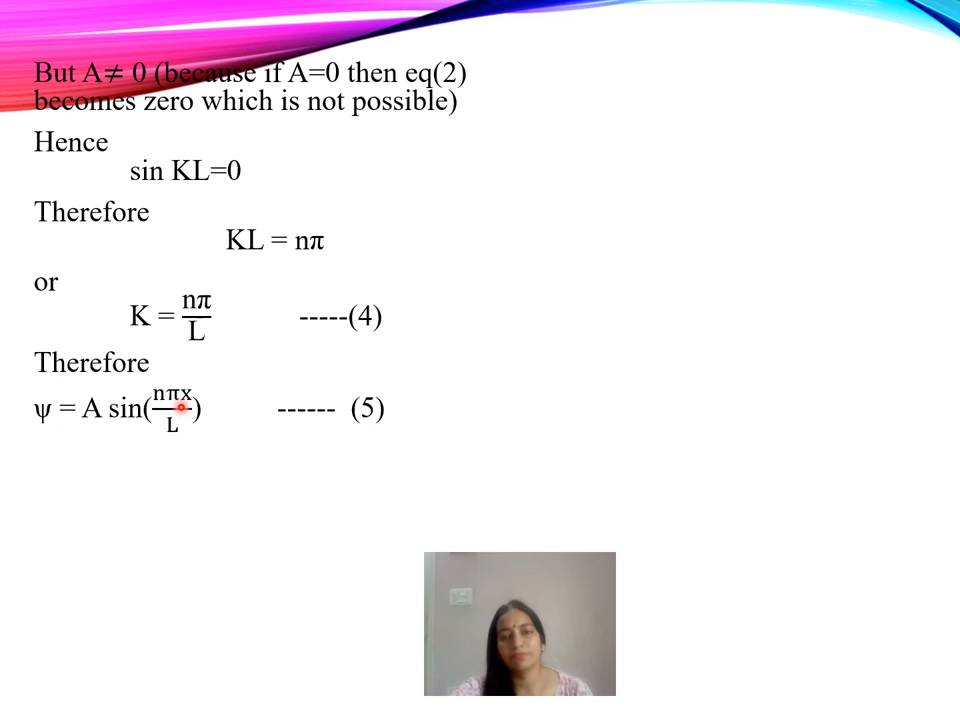 But A≠ 0 (because if A=0 then eq(2)
becomes zero which is not possible)
Hence
sin KL=0
Therefore
KL = nπ
or
K = nπ/L -----(4)
Therefore
ψ = A sin(nπx/L) ------ (5)